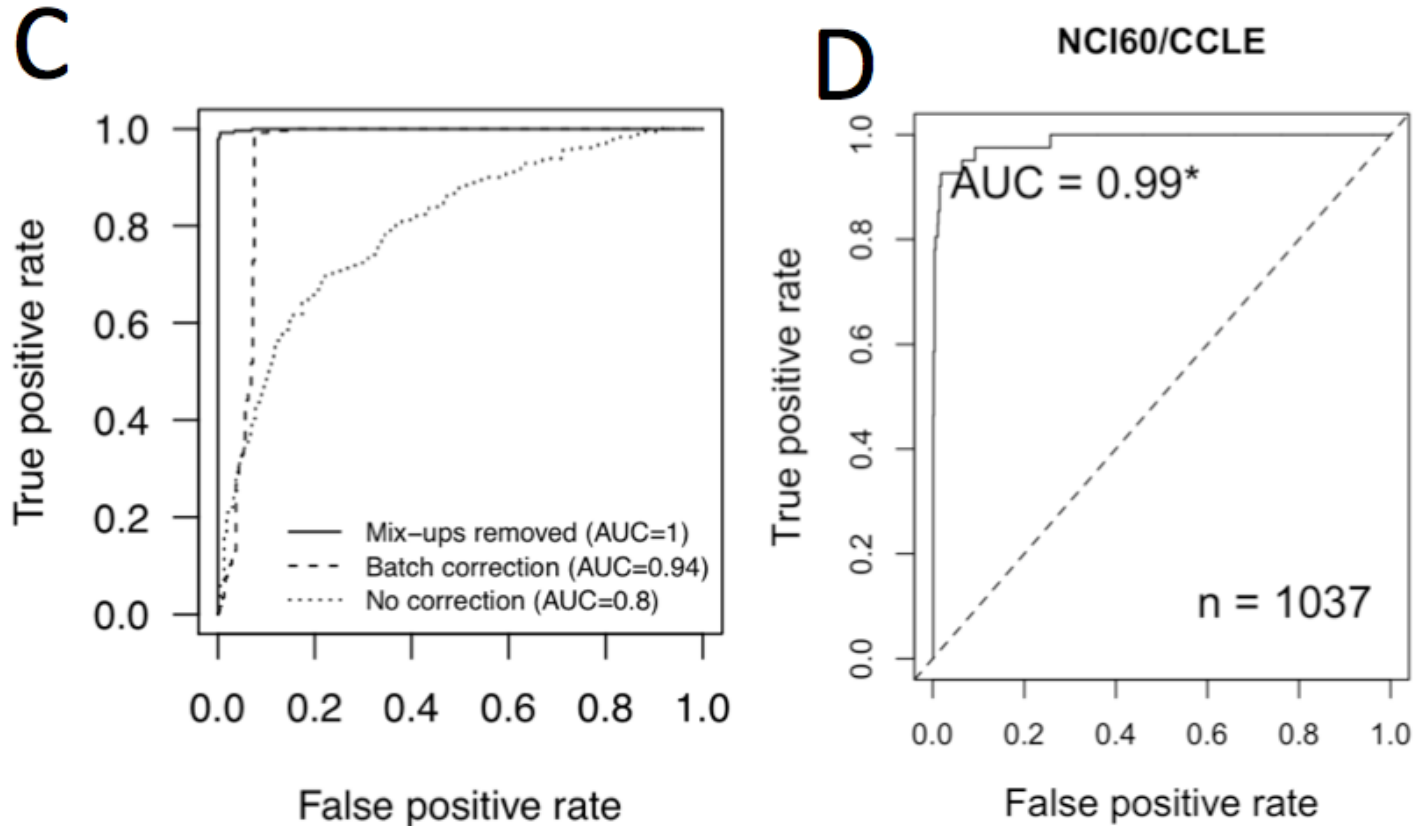 C
True positive rate
1.0
0.8
0.6
0.4
0.2
0.0
Mix-ups removed (AUC=1)
Batch correction (AUC=0.94)
No correction (AUC=0.8)
0.0 0.2 0.4 0.6 0.8 1.0
False positive rate
D
NCI60/CCLE
True positive rate
1.0
0.8
0.6
0.4
0.2
0.0
AUC = 0.99*
n = 1037
0.0 0.2 0.4 0.6 0.8 1.0
False positive rate